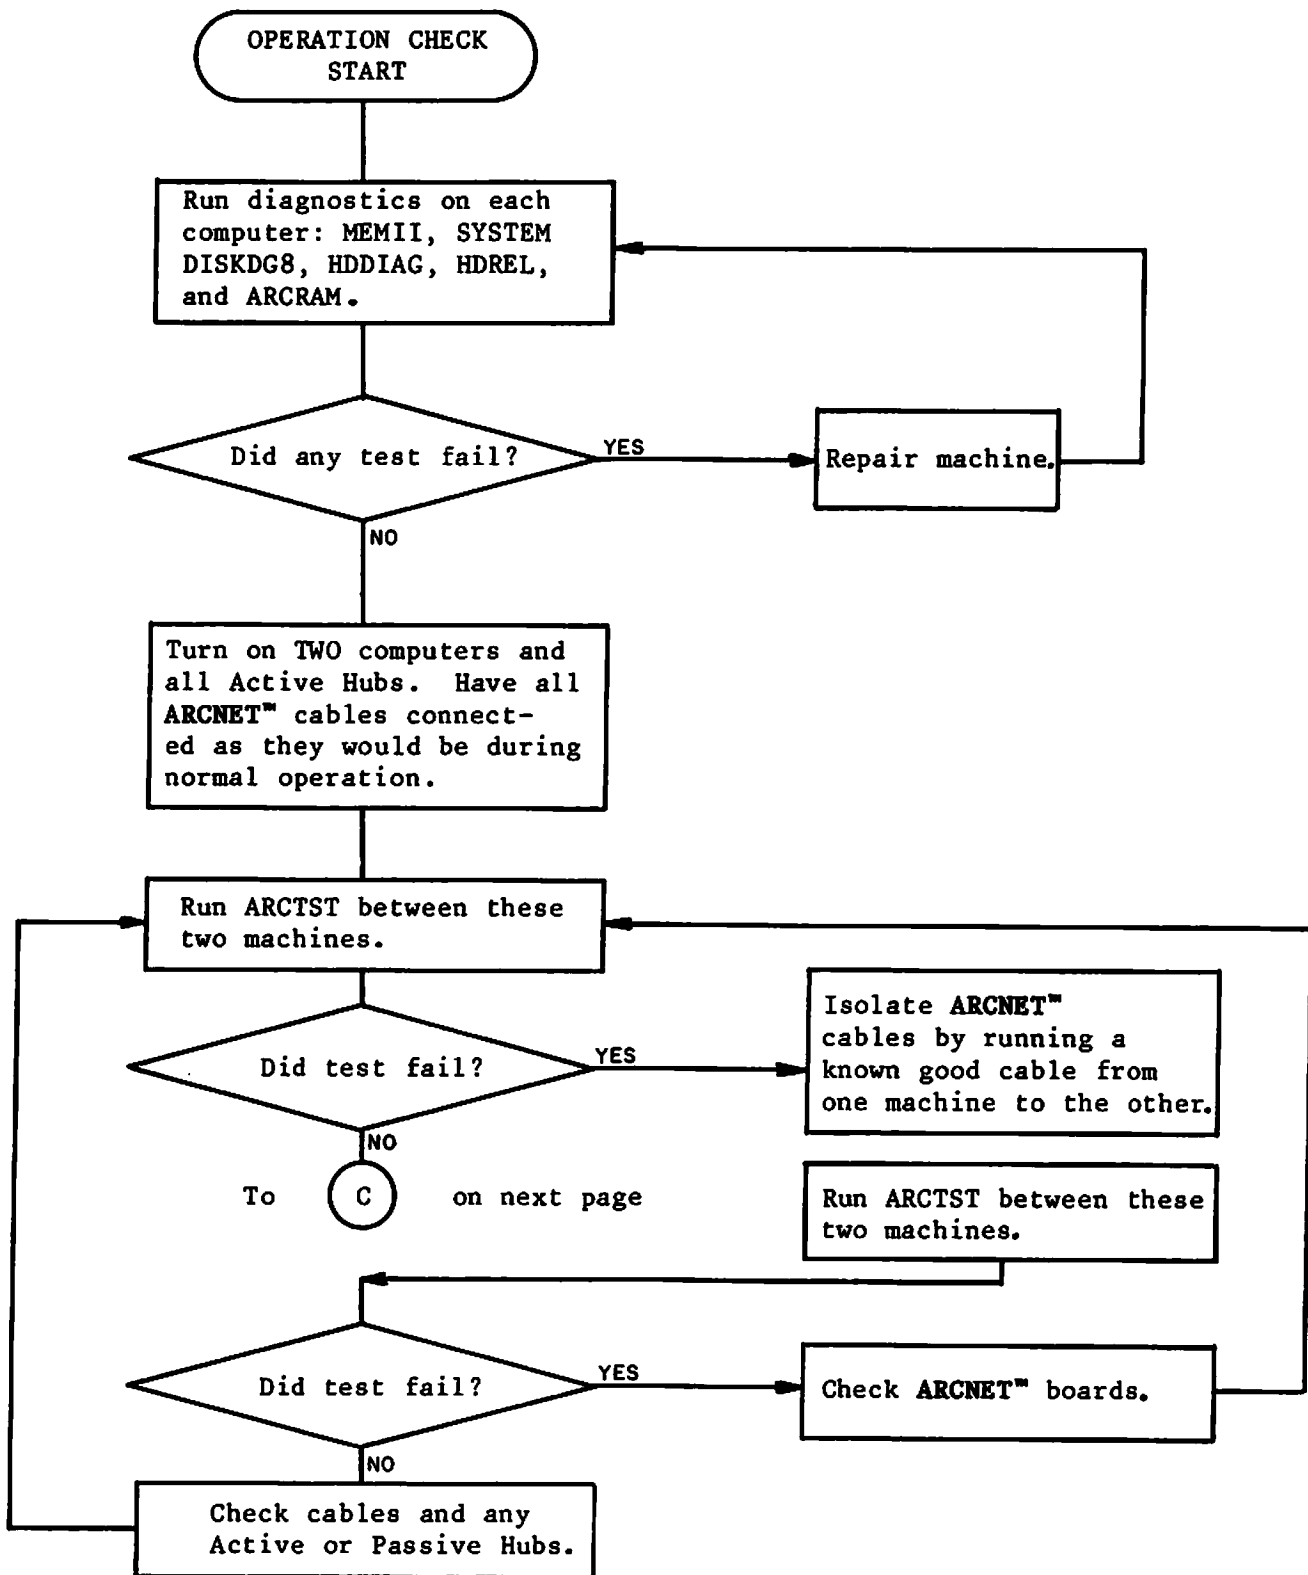 OPERATION CHECK
START
Run diagnostics on each
computer: MEMII, SYSTEM
DISKDG8, HDDIAG, HDREL,
and ARCRAM.
Did any test fail?
YES
Repair machine.
NO
Turn on TWO computers and
all Active Hubs. Have all
ARCNET™ cables connect-
ed as they would be during
normal operation.
Run ARCTST between these
two machines.
Did test fail?
YES
Isolate ARCNET™
cables by running a
known good cable from
one machine to the other.
NO
To C on next page
Run ARCTST between these
two machines.
Did test fail?
YES
Check ARCNET™ boards.
NO
Check cables and any
Active or Passive Hubs.